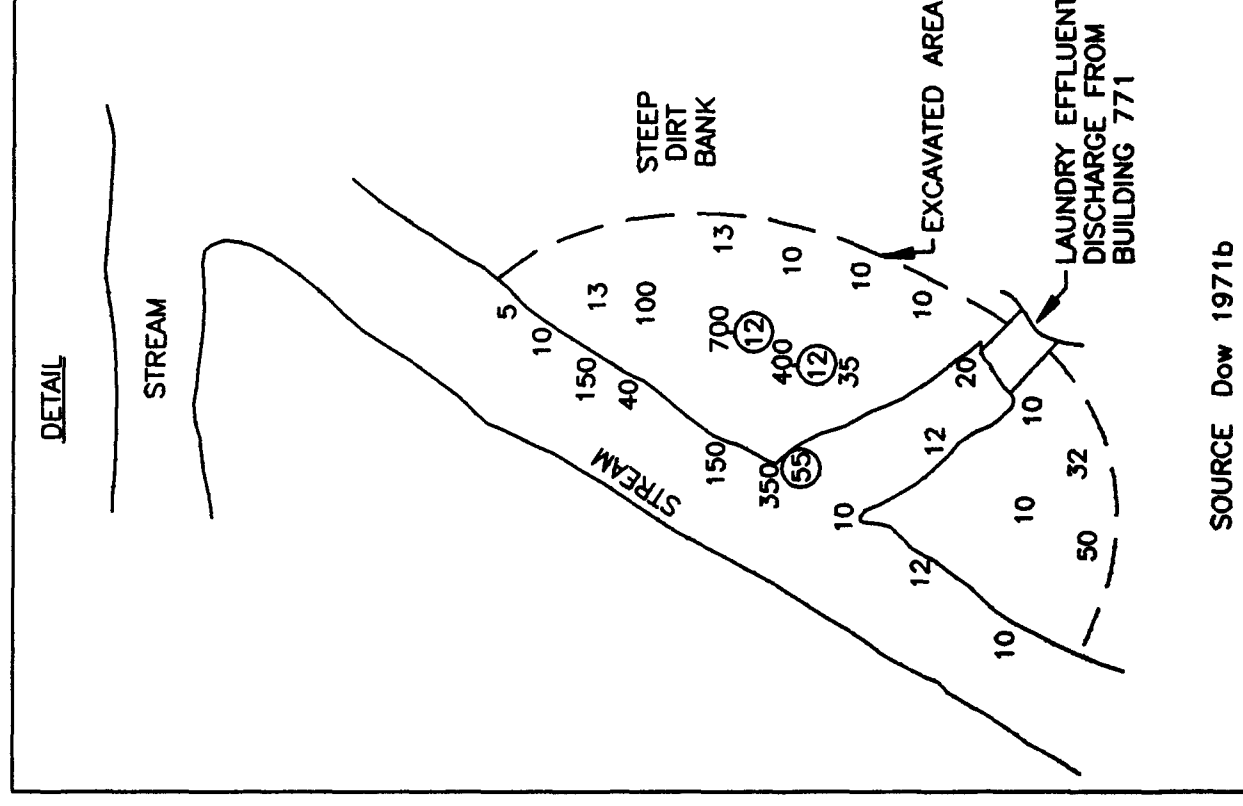 DETAIL
STREAM
STEEP
DIRT
BANK
EXCAVATED AREA
LAUNDRY EFFLUENT
DISCHARGE FROM
BUILDING 771
STREAM
5
10
150
40
13
100
13
10
10
10
700
12
400
12
35
150
350
55
20
12
10
10
12
10
10
32
50
SOURCE Dow 1971b